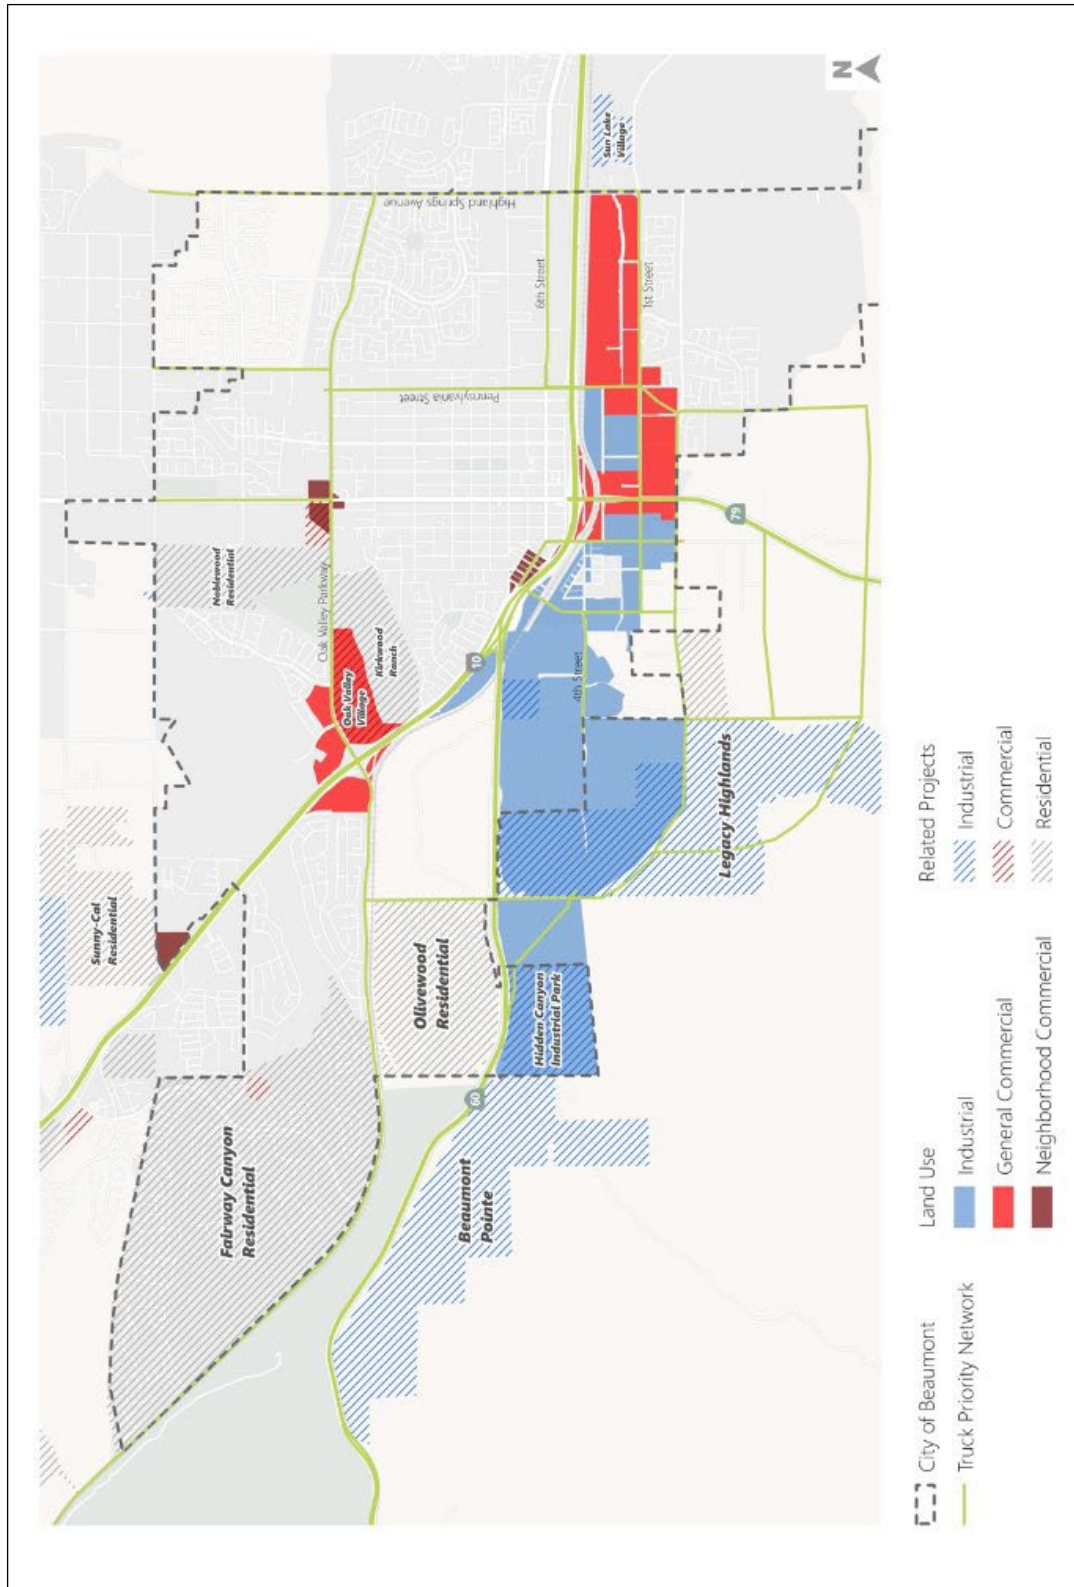 N
Sun Lake
Village
Highland Springs Avenue
6th Street
1st Street
Pennsylvania Street
Noblewood
Residential
Oak Valley Parkway
Kirkwood
Ranch
Oak Valley
Village
10
79
4th Street
Sunny-Cal
Residential
Legacy Highlands
Olivewood
Residential
Hidden Canyon
Industrial Park
60
Fairway Canyon
Residential
Beaumont
Pointe
City of Beaumont
Truck Priority Network
Land Use
Industrial
General Commercial
Neighborhood Commercial
Related Projects
Industrial
Commercial
Residential